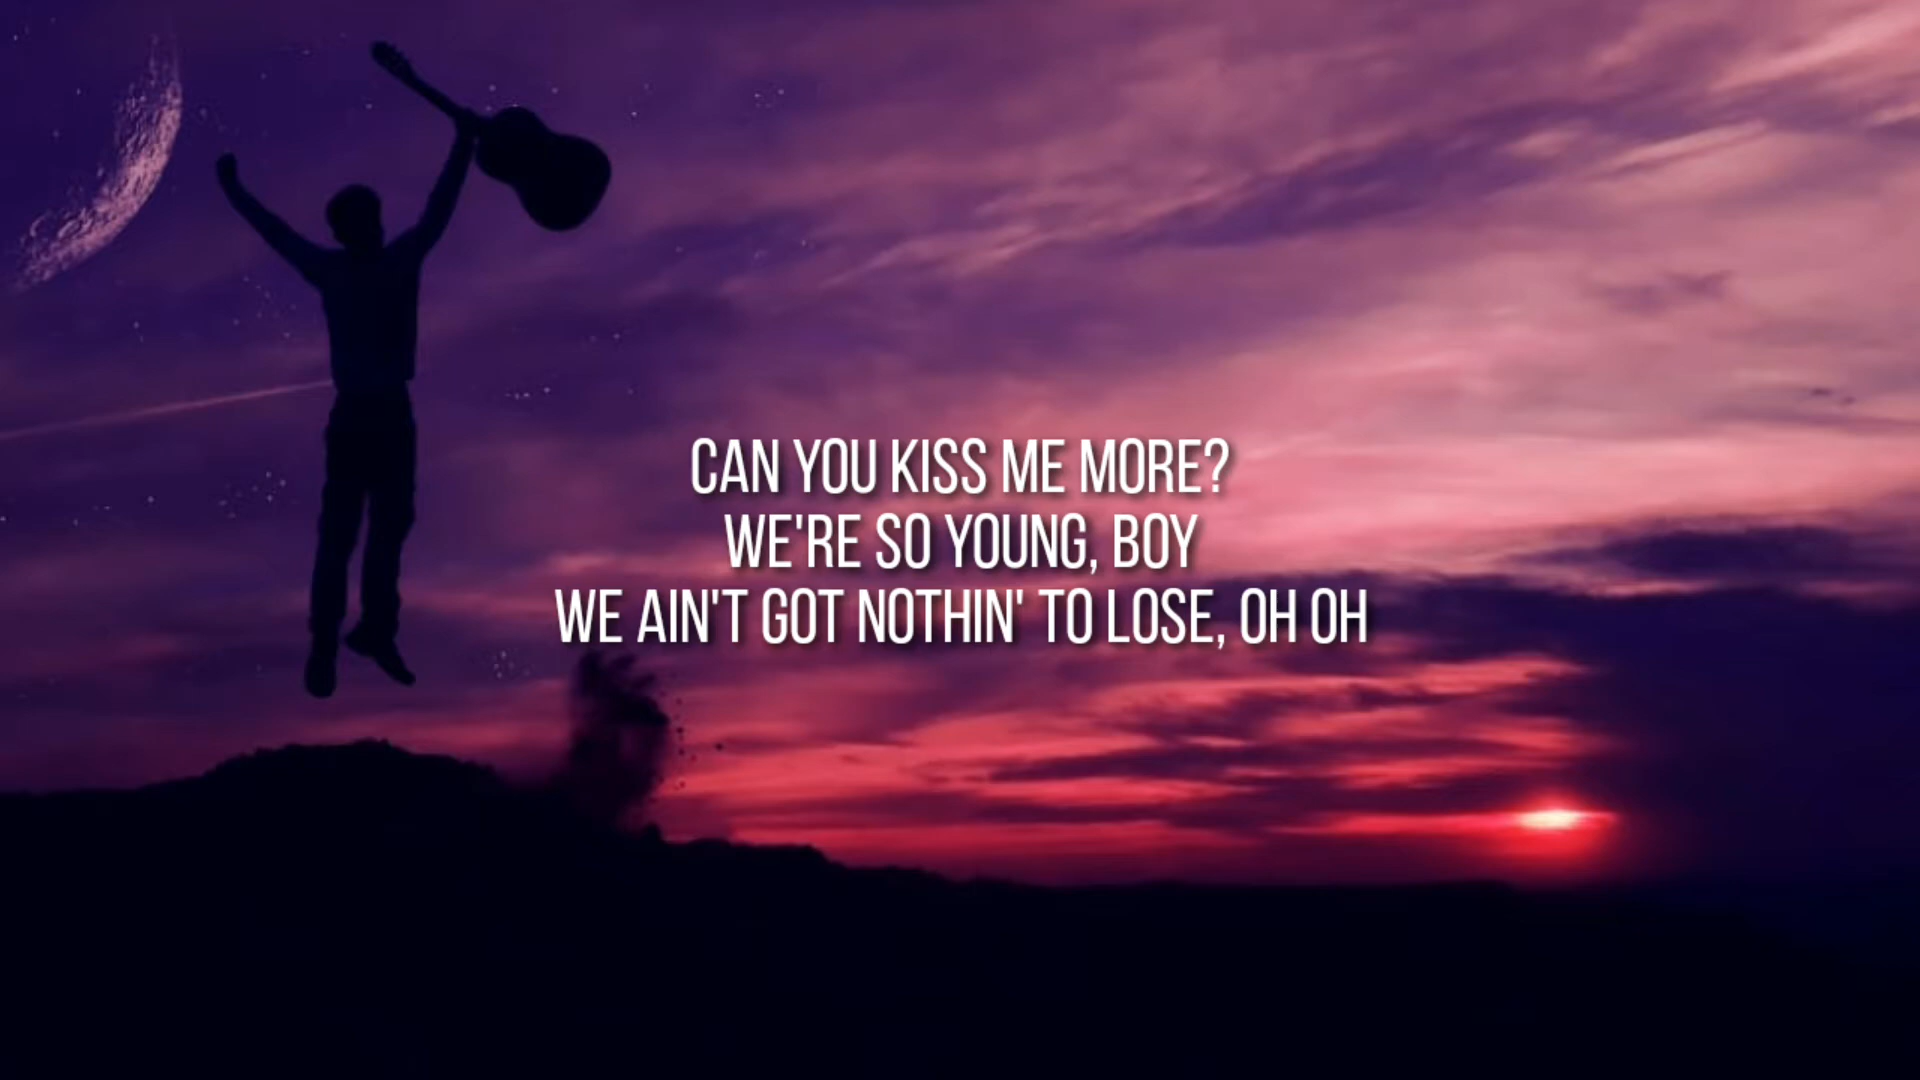 CAN YOU KISS ME MORE?
WE'RE SO YOUNG, BOY
WE AIN'T GOT NOTHIN' TO LOSE, OH OH